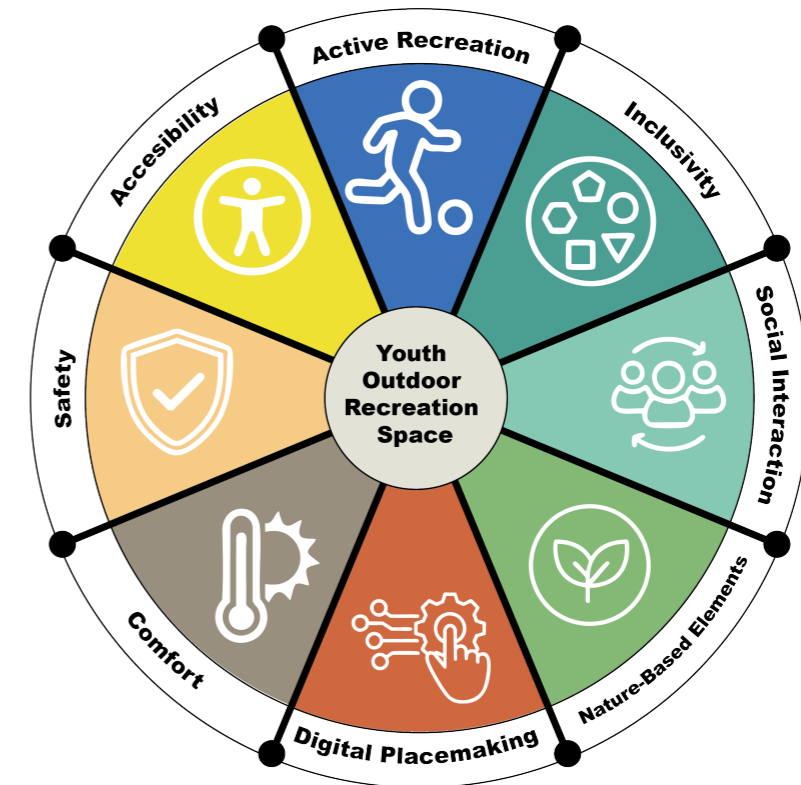 Active Recreation
Inclusivity
Social Interaction
Nature-Based Elements
Digital Placemaking
Comfort
Safety
Accesibility
Youth
Outdoor
Recreation
Space